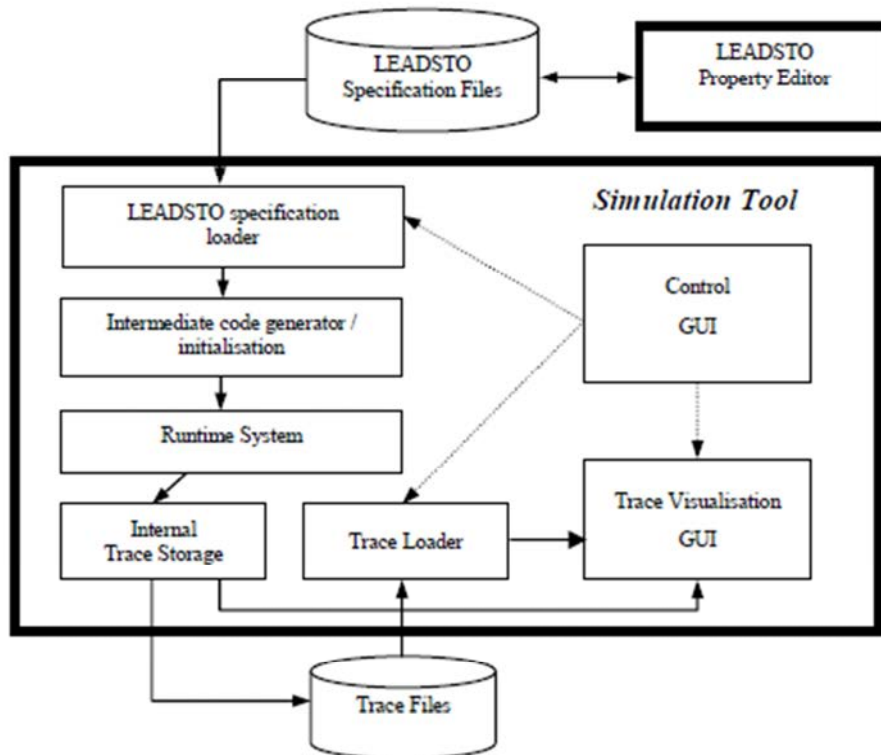 LEADSTO
Specification Files
LEADSTO
Property Editor
Simulation Tool
LEADSTO specification
loader
Control
GUI
Intermediate code generator /
initialisation
Runtime System
Internal
Trace Storage
Trace Loader
Trace Visualisation
GUI
Trace Files